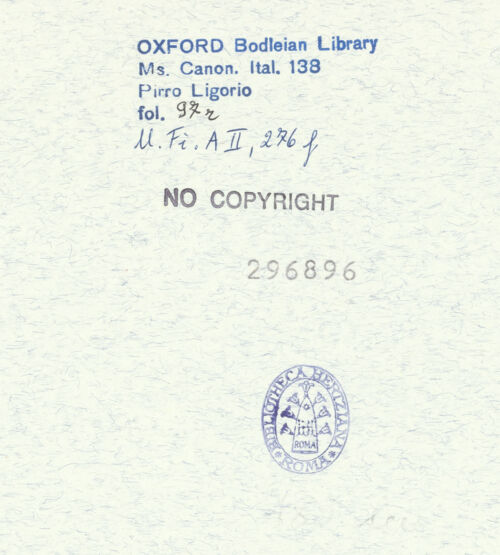 OXFORD Bodleian Library
Ms. Canon. Ital. 138
Pirro Ligorio
fol. 97r
U. Fi. A II, 276 f
NO COPYRIGHT
296896
BIBLIOTHECA HERTZIANA
ROMA
* ROMA *